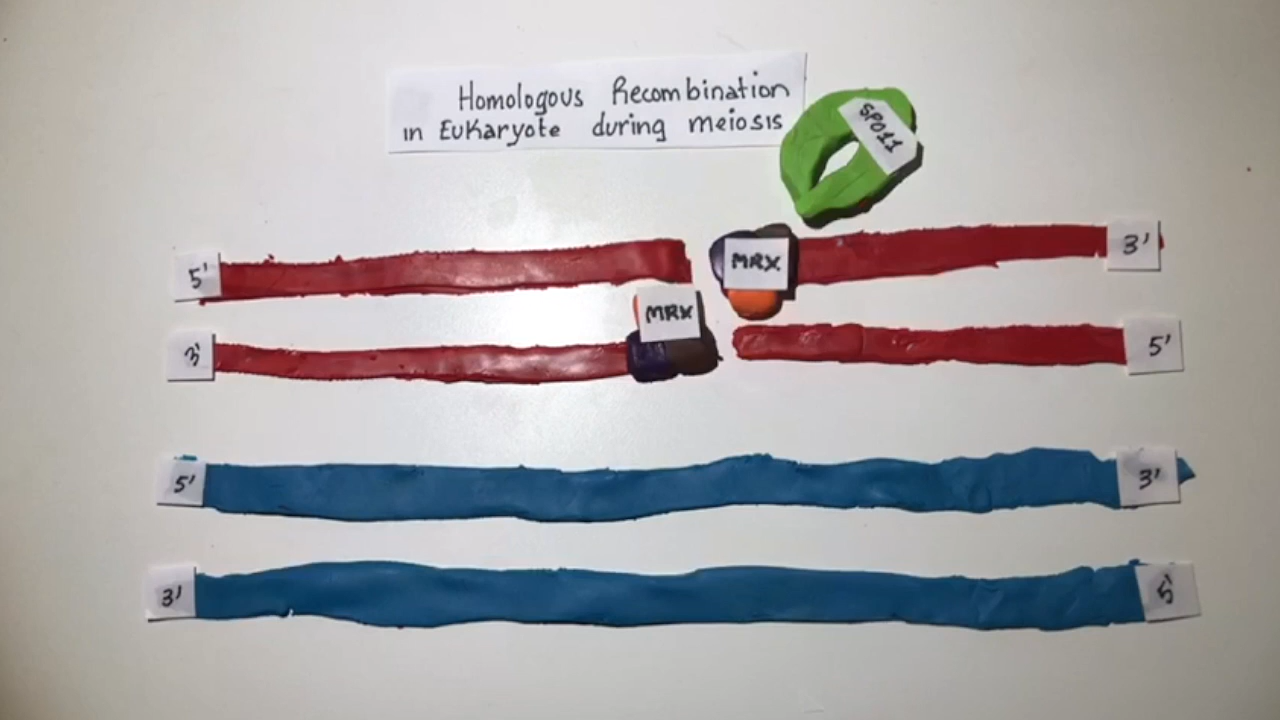 Homologous Recombination
in Eukaryote during meiosis
SPO11
5'
MRX
3'
MRX
3'
5'
5'
3'
3'
5'